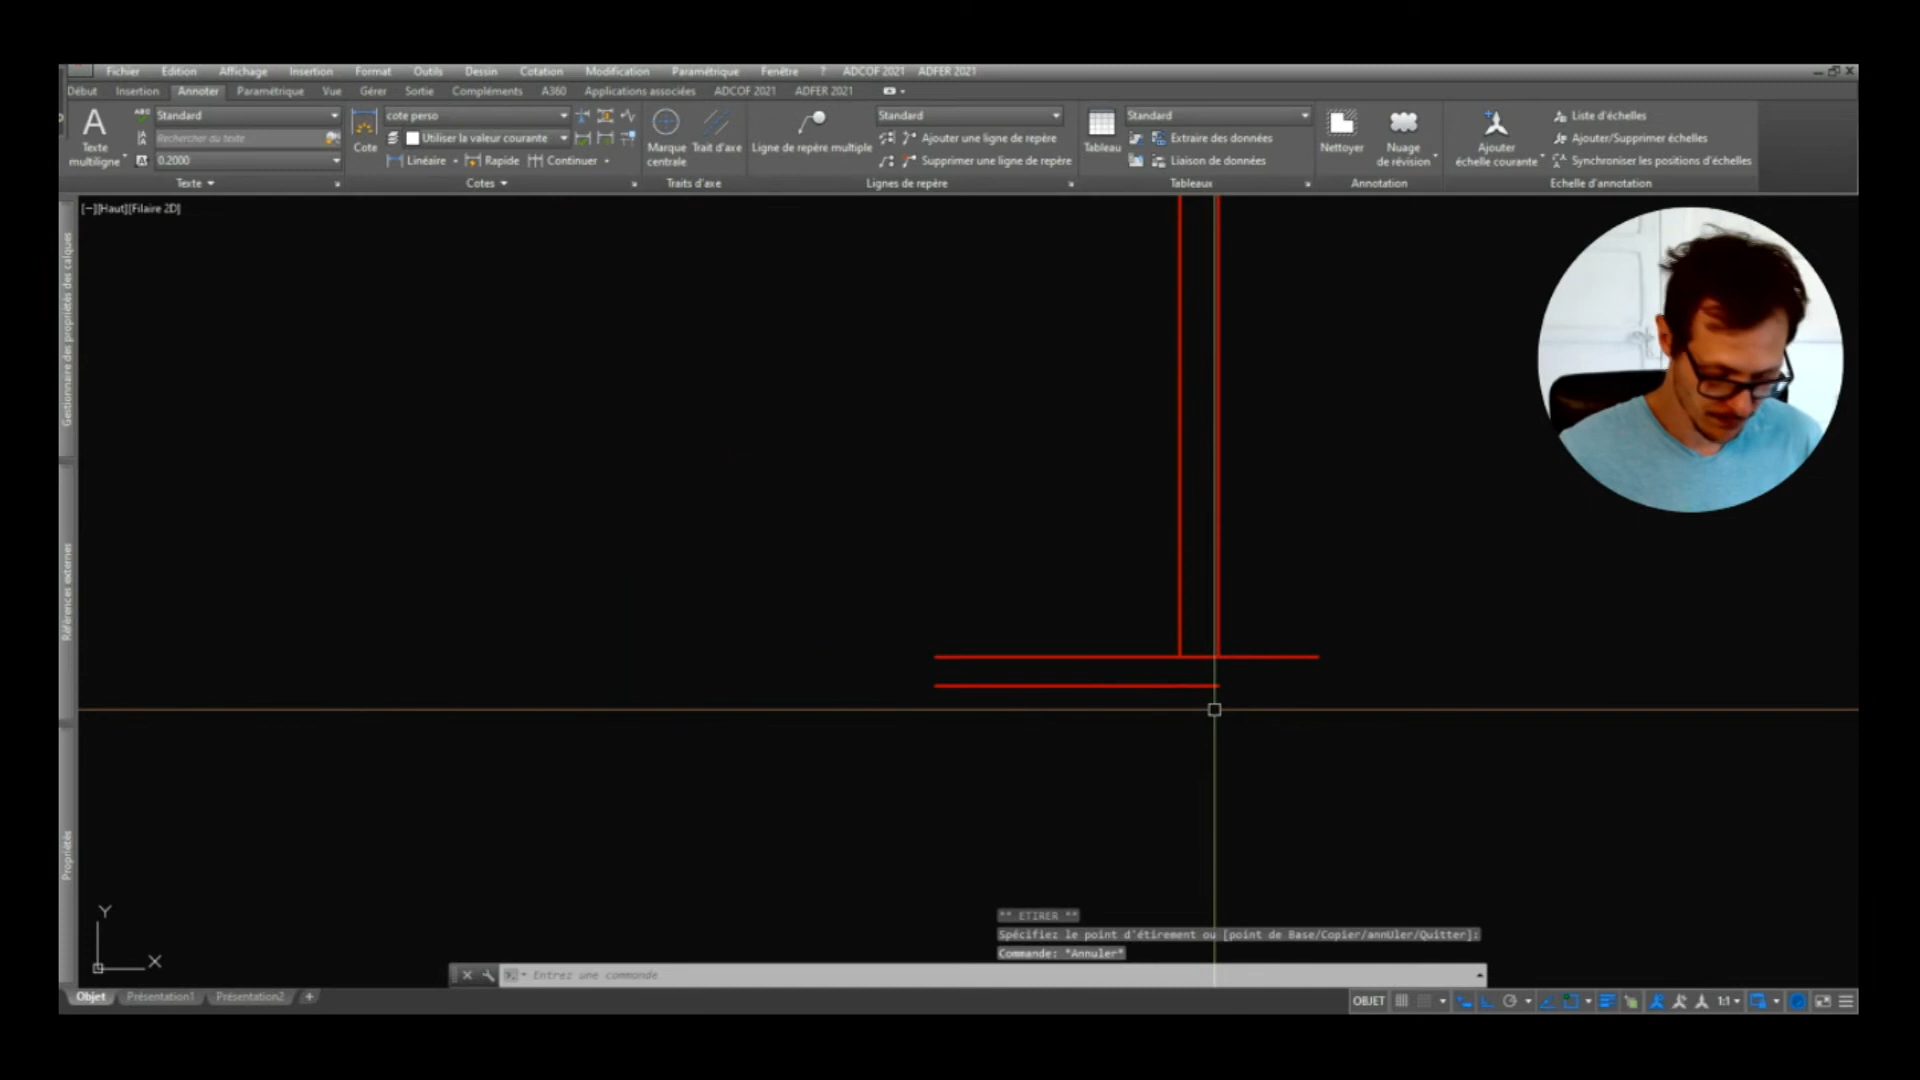 Fichier Edition Affichage Insertion Format Outils Dessin Cotation Modification Paramétrique Fenêtre ? ADCOF 2021 ADFER 2021
Début Insertion Annoter Paramétrique Vue Gérer Sortie Compléments A360 Applications associées ADCOF 2021 ADFER 2021
A
Texte
multiligne
ABC
Standard
Rechercher du texte
0.2000
Texte
Cote
cote perso
Utiliser la valeur courante
Linéaire Rapide Continuer
Cotes
Marque
centrale
Trait d'axe
Traits d'axe
Ligne de repère multiple
Standard
Ajouter une ligne de repère
Supprimer une ligne de repère
Lignes de repère
Tableau
Standard
Extraire des données
Liaison de données
Tableaux
Nettoyer
Nuage
de révision
Annotation
Ajouter
échelle courante
Liste d'échelles
Ajouter/Supprimer échelles
Synchroniser les positions d'échelles
Echelle d'annotation
[−][Haut][Filaire 2D]
Gestionnaire des propriétés des calques
Références externes
Propriétés
Y
X
** ETIRER **
Spécifiez le point d'étirement ou [point de Base/Copier/annUler/Quitter]:
Commande: *Annuler*
Entrez une commande
Objet Présentation1 Présentation2 +
OBJET 1:1